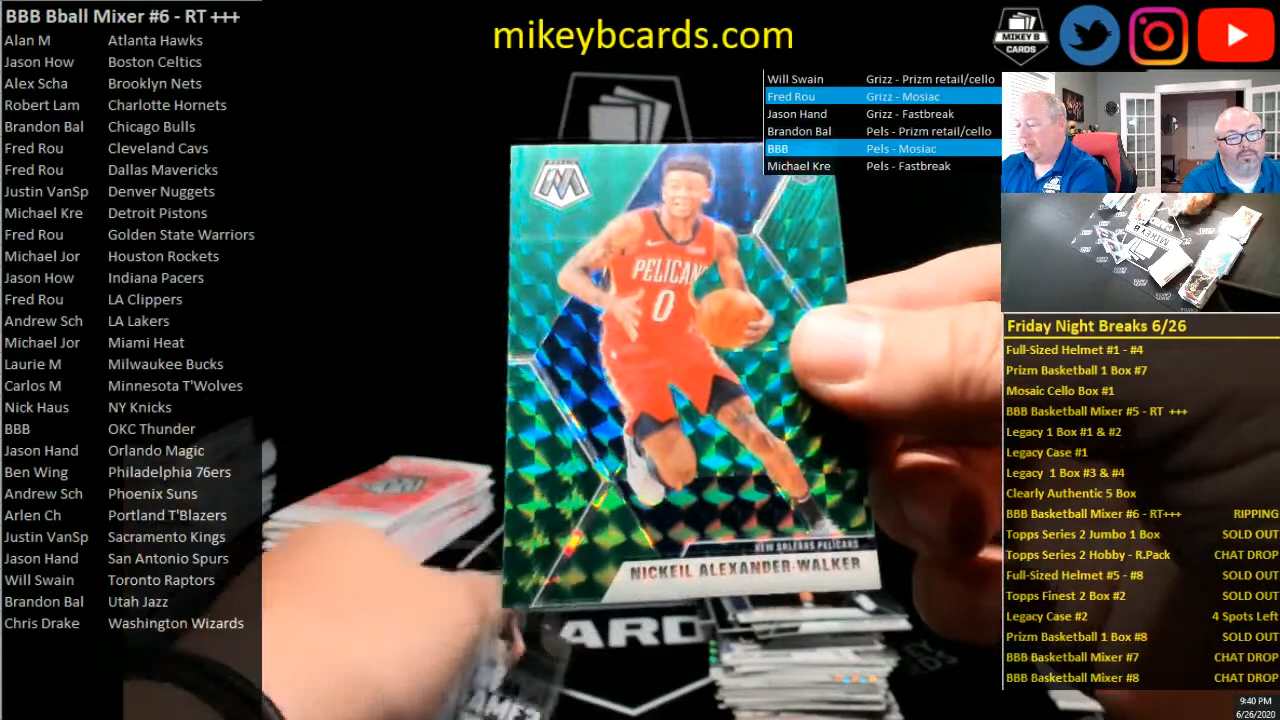 BBB Bball Mixer #6 - RT +++
Alan M Atlanta Hawks
Jason How Boston Celtics
Alex Scha Brooklyn Nets
Robert Lam Charlotte Hornets
Brandon Bal Chicago Bulls
Fred Rou Cleveland Cavs
Fred Rou Dallas Mavericks
Justin VanSp Denver Nuggets
Michael Kre Detroit Pistons
Fred Rou Golden State Warriors
Michael Jor Houston Rockets
Jason How Indiana Pacers
Fred Rou LA Clippers
Andrew Sch LA Lakers
Michael Jor Miami Heat
Laurie M Milwaukee Bucks
Carlos M Minnesota T'Wolves
Nick Haus NY Knicks
BBB OKC Thunder
Jason Hand Orlando Magic
Ben Wing Philadelphia 76ers
Andrew Sch Phoenix Suns
Arlen Ch Portland T'Blazers
Justin VanSp Sacramento Kings
Jason Hand San Antonio Spurs
Will Swain Toronto Raptors
Brandon Bal Utah Jazz
Chris Drake Washington Wizards
mikeybcards.com
MIKEY B
CARDS
Will Swain Grizz - Prizm retail/cello
Fred Rou Grizz - Mosiac
Jason Hand Grizz - Fastbreak
Brandon Bal Pels - Prizm retail/cello
BBB Pels - Mosiac
Michael Kre Pels - Fastbreak
PELICAN
0
NEW ORLEANS PELICANS
NICKEIL ALEXANDER-WALKER
CARD
Friday Night Breaks 6/26
Full-Sized Helmet #1 - #4
Prizm Basketball 1 Box #7
Mosaic Cello Box #1
BBB Basketball Mixer #5 - RT +++
Legacy 1 Box #1 & #2
Legacy Case #1
Legacy 1 Box #3 & #4
Clearly Authentic 5 Box
BBB Basketball Mixer #6 - RT+++ RIPPING
Topps Series 2 Jumbo 1 Box SOLD OUT
Topps Series 2 Hobby - R.Pack CHAT DROP
Full-Sized Helmet #5 - #8 SOLD OUT
Topps Finest 2 Box #2 SOLD OUT
Legacy Case #2 4 Spots Left
Prizm Basketball 1 Box #8 SOLD OUT
BBB Basketball Mixer #7 CHAT DROP
BBB Basketball Mixer #8 CHAT DROP
9:40 PM
6/26/2020